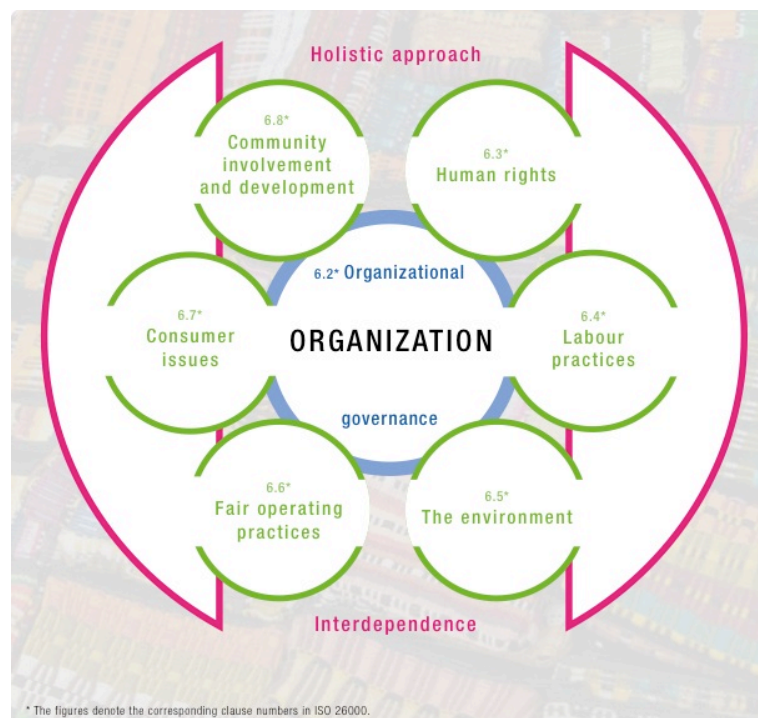 Holistic approach
6.8*
Community
involvement
and development
6.3*
Human rights
6.2* Organizational
6.7*
Consumer
issues
ORGANIZATION
6.4*
Labour
practices
governance
6.6*
Fair operating
practices
6.5*
The environment
Interdependence
* The figures denote the corresponding clause numbers in ISO 26000.